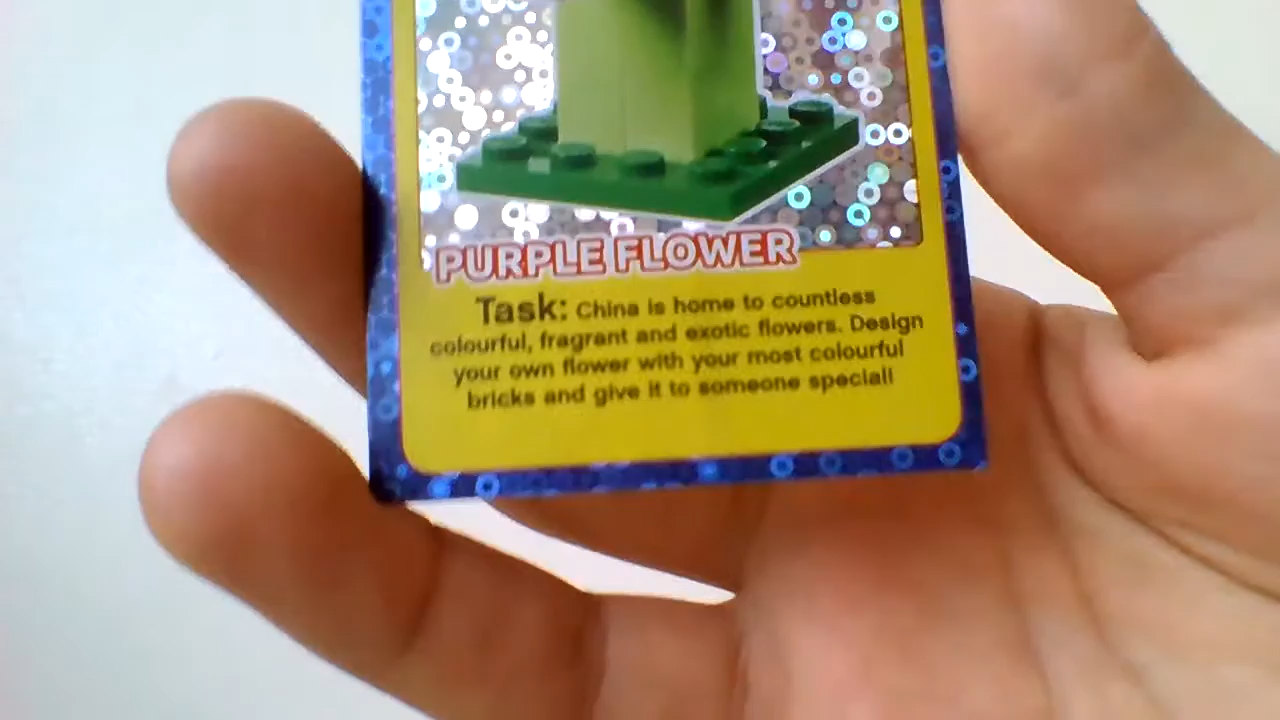 PURPLE FLOWER
Task: China is home to countless
colourful, fragrant and exotic flowers. Design
your own flower with your most colourful
bricks and give it to someone special!